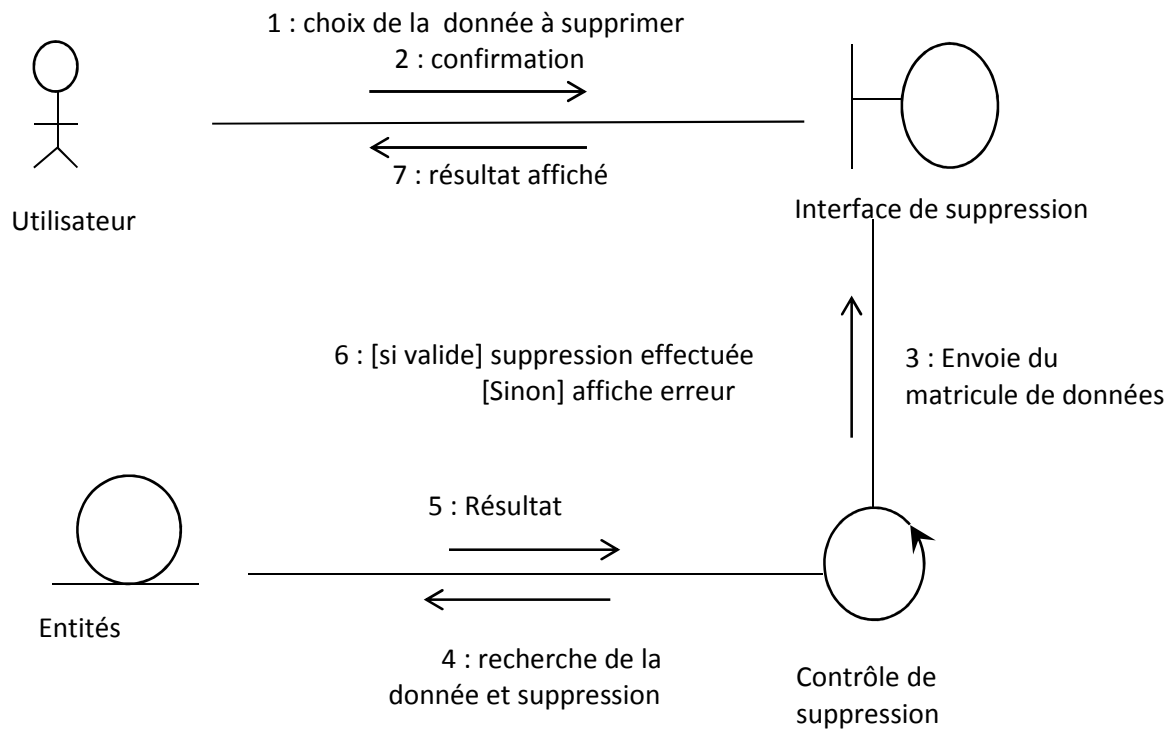 1 : choix de la donnée à supprimer
2 : confirmation
7 : résultat affiché
Utilisateur
Interface de suppression
6 : [si valide] suppression effectuée
[Sinon] affiche erreur
3 : Envoie du
matricule de données
5 : Résultat
Entités
4 : recherche de la
donnée et suppression
Contrôle de
suppression